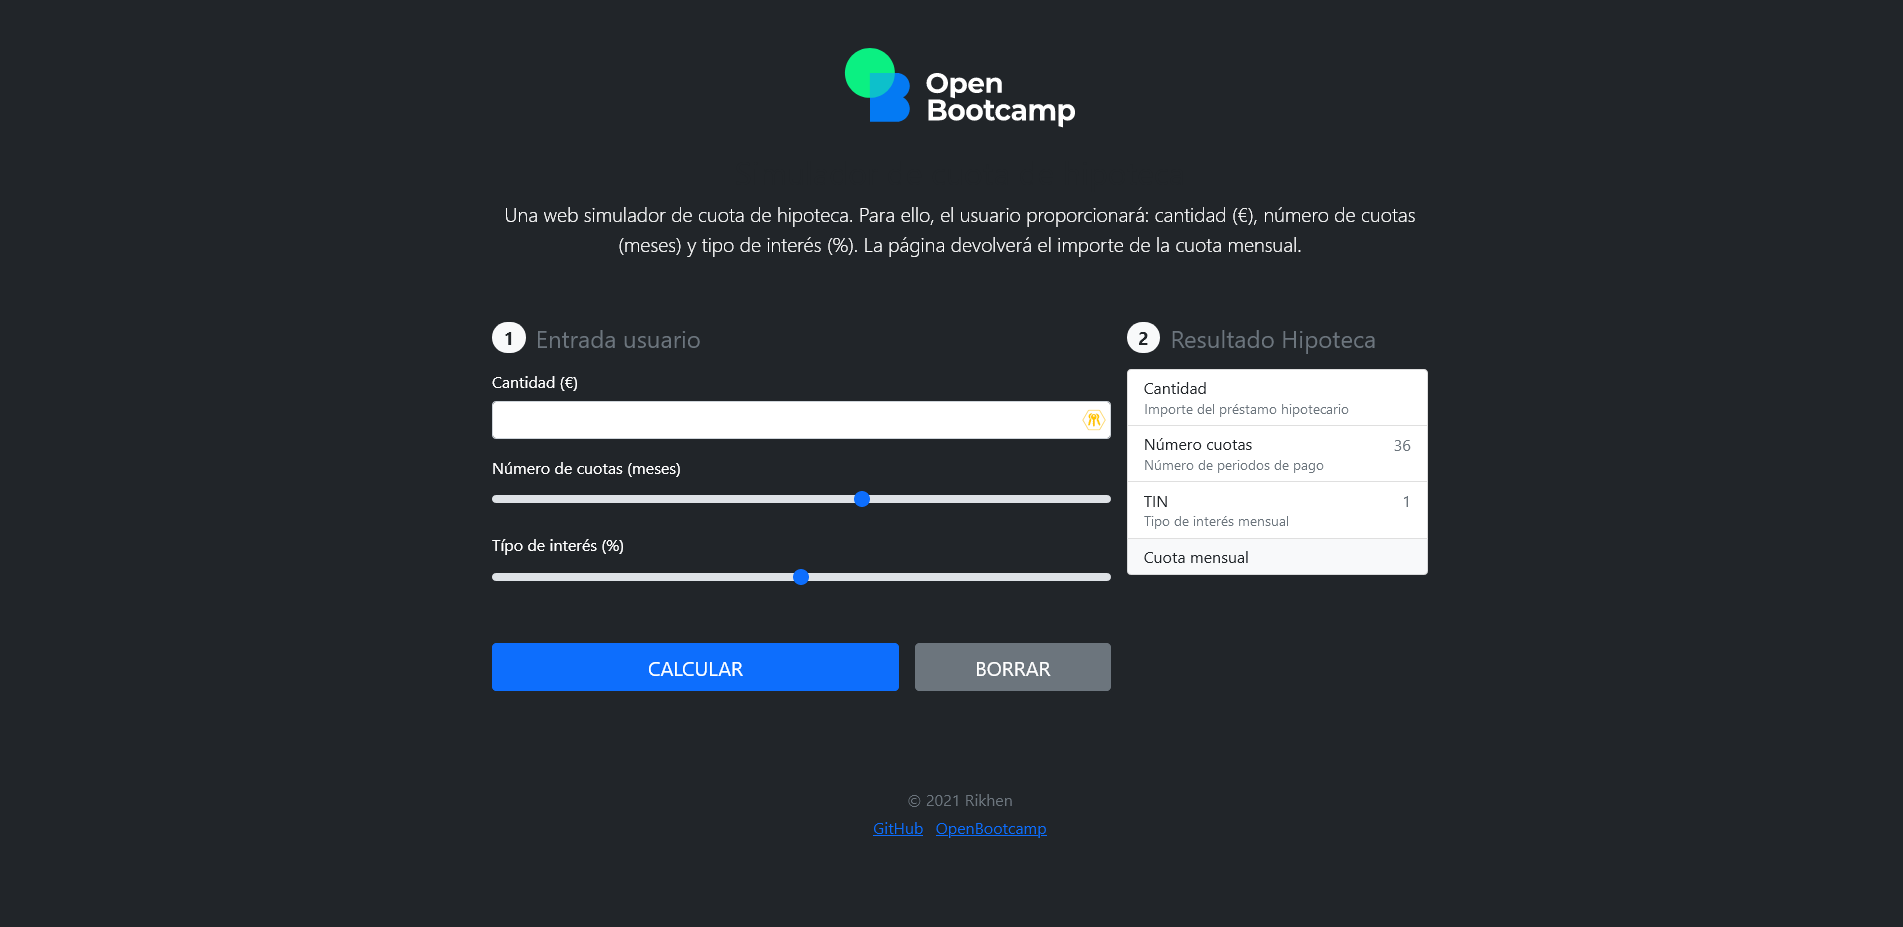 Open
Bootcamp
Una web simulador de cuota de hipoteca. Para ello, el usuario proporcionará: cantidad (€), número de cuotas
(meses) y tipo de interés (%). La página devolverá el importe de la cuota mensual.
1 Entrada usuario
Cantidad (€)
Número de cuotas (meses)
Típo de interés (%)
CALCULAR
BORRAR
2 Resultado Hipoteca
Cantidad
Importe del préstamo hipotecario
Número cuotas 36
Número de periodos de pago
TIN 1
Tipo de interés mensual
Cuota mensual
© 2021 Rikhen
GitHub OpenBootcamp